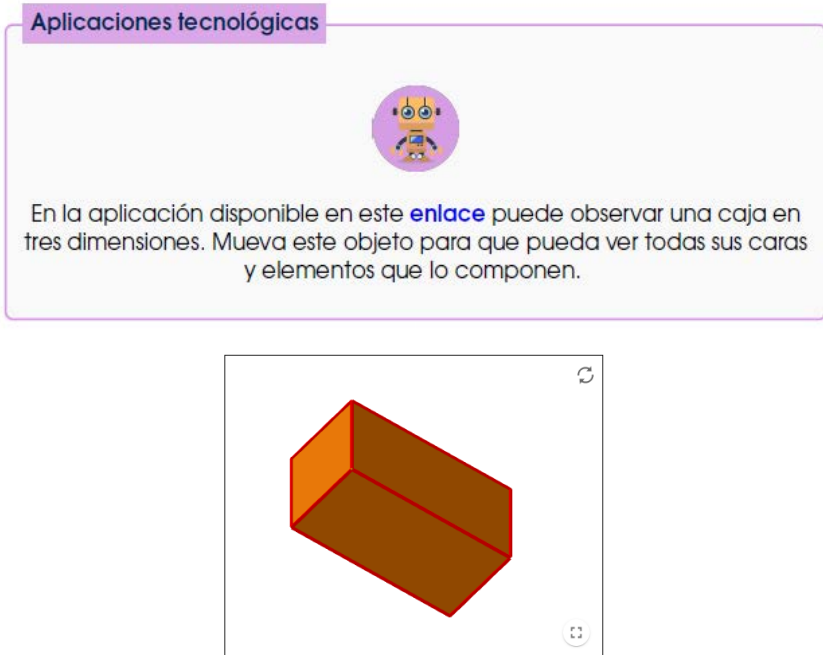 Aplicaciones tecnológicas
En la aplicación disponible en este enlace puede observar una caja en
tres dimensiones. Mueva este objeto para que pueda ver todas sus caras
y elementos que lo componen.